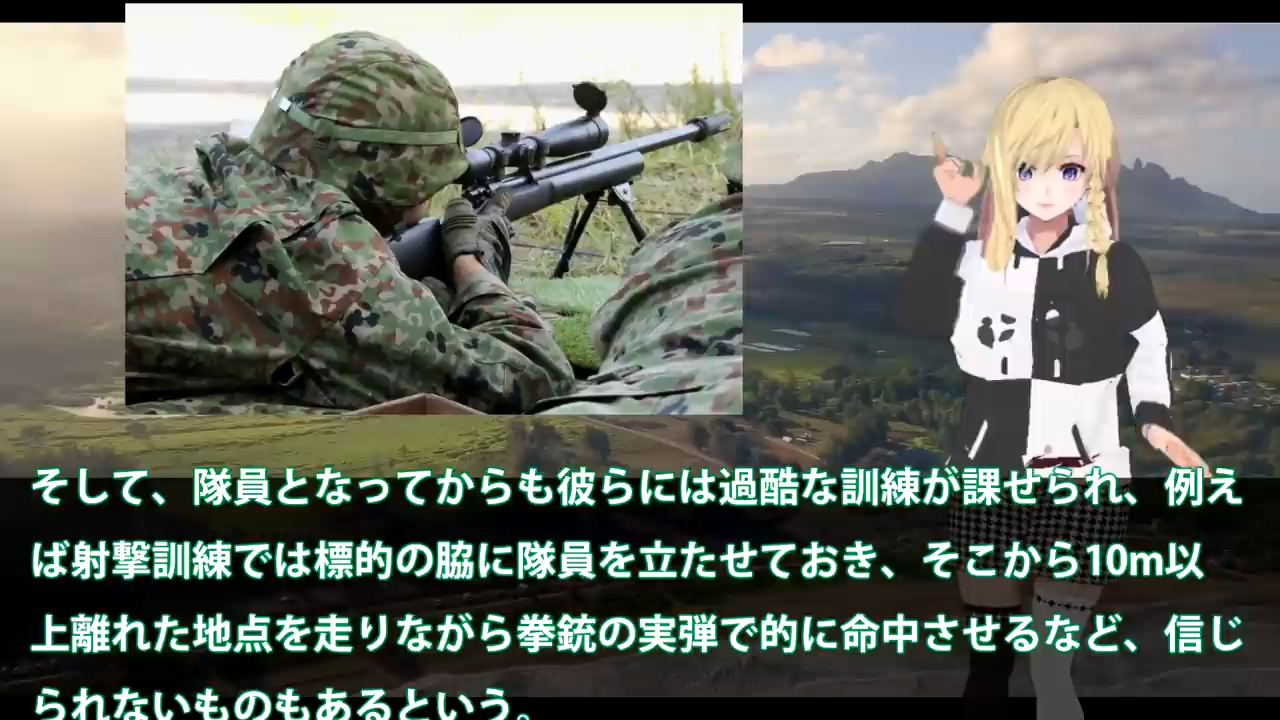 そして、隊員となってからも彼らには過酷な訓練が課せられ、例え
ば射撃訓練では標的の脇に隊員を立たせておき、そこから10m以
上離れた地点を走りながら拳銃の実弾で的に命中させるなど、信じ
られないものもあるという。